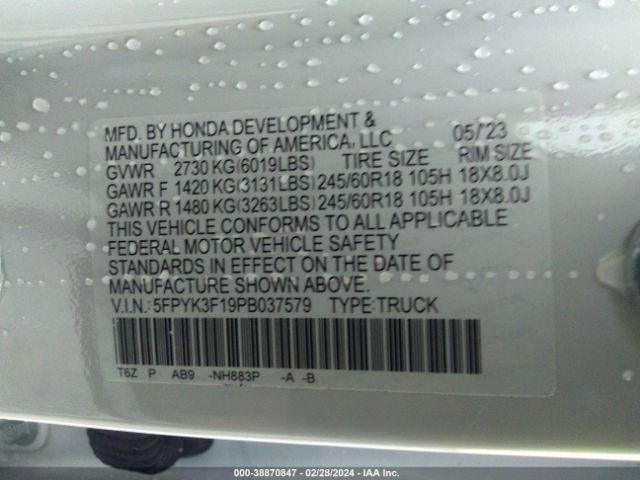 MFD. BY HONDA DEVELOPMENT &
MANUFACTURING OF AMERICA, LLC 05/'23
GVWR 2730 KG(6019LBS) TIRE SIZE RIM SIZE
GAWR F 1420 KG(3131LBS) 245/60R18 105H 18X8.0J
GAWR R 1480 KG(3263LBS) 245/60R18 105H 18X8.0J
THIS VEHICLE CONFORMS TO ALL APPLICABLE
FEDERAL MOTOR VEHICLE SAFETY
STANDARDS IN EFFECT ON THE DATE OF
MANUFACTURE SHOWN ABOVE.
V.I.N.: 5FPYK3F19PB037579 TYPE:TRUCK
T6Z P AB9 -NH883P -A -B
000-38870847 - 02/28/2024 - IAA Inc.